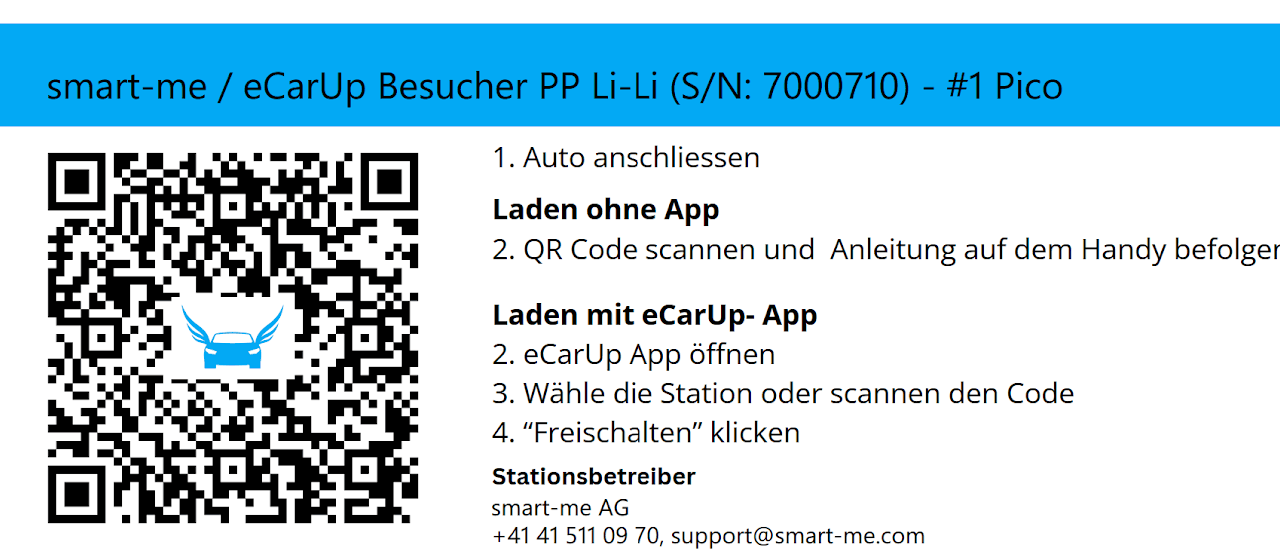 smart-me / eCarUp Besucher PP Li-Li (S/N: 7000710) - #1 Pico
1. Auto anschliessen
Laden ohne App
2. QR Code scannen und  Anleitung auf dem Handy befolgen
Laden mit eCarUp- App
2. eCarUp App öffnen
3. Wähle die Station oder scannen den Code
4. “Freischalten” klicken
Stationsbetreiber
smart-me AG
+41 41 511 09 70, support@smart-me.com